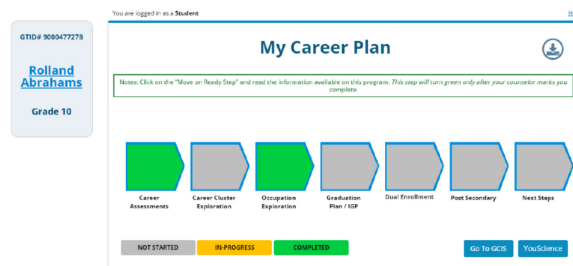 You are logged in as a Student
GTID# 9000477278
Rolland
Abrahams
Grade 10
My Career Plan
Notes: Click on the "Move on Ready Step" and read the information available on this program. This step will turn green only after your counselor marks you
complete.
Career
Assessments
Career Cluster
Exploration
Occupation
Exploration
Graduation
Plan / IGP
Dual Enrollment
Post Secondary
Next Steps
NOT STARTED
IN-PROGRESS
COMPLETED
Go To GCIS
YouScience